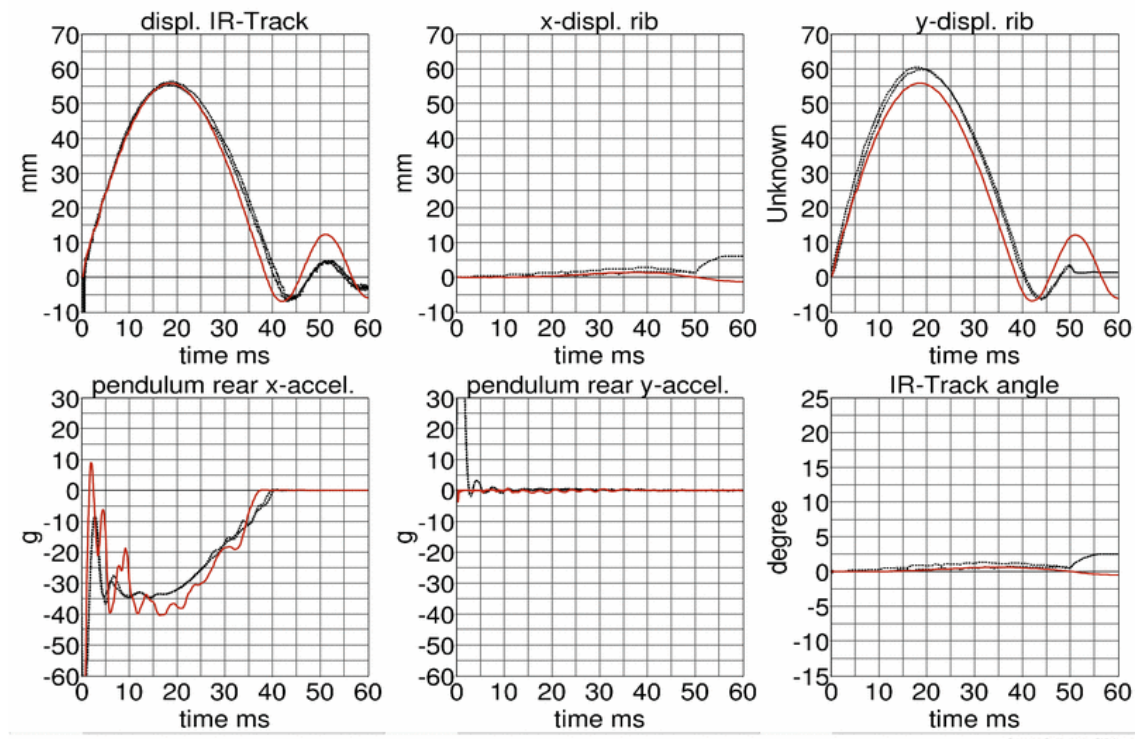 displ. IR-Track
x-displ. rib
y-displ. rib
70
60
50
40
30
20
10
0
-10
mm
0 10 20 30 40 50 60
time ms
70
60
50
40
30
20
10
0
-10
mm
0 10 20 30 40 50 60
time ms
70
60
50
40
30
20
10
0
-10
Unknown
0 10 20 30 40 50 60
time ms
pendulum rear x-accel.
pendulum rear y-accel.
IR-Track angle
30
20
10
0
-10
-20
-30
-40
-50
-60
g
0 10 20 30 40 50 60
time ms
30
20
10
0
-10
-20
-30
-40
-50
-60
g
0 10 20 30 40 50 60
time ms
25
20
15
10
5
0
-5
-10
-15
degree
0 10 20 30 40 50 60
time ms